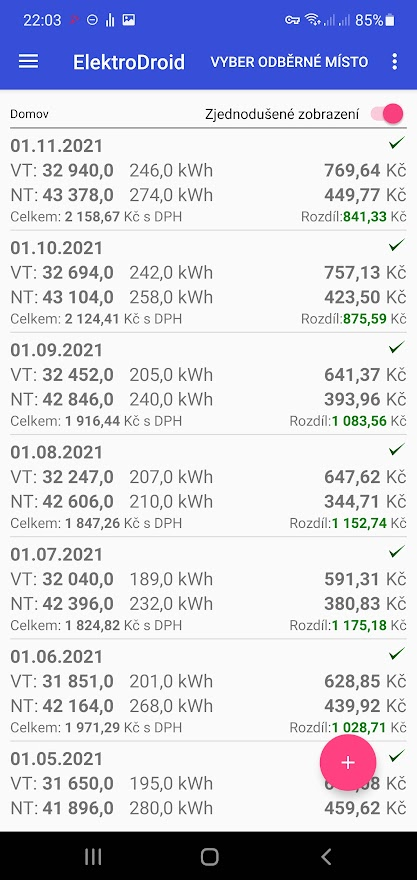 22:03 85%
ElektroDroid VYBER ODBĚRNÉ MÍSTO
Domov Zjednodušené zobrazení
01.11.2021
VT: 32 940,0 246,0 kWh 769,64 Kč
NT: 43 378,0 274,0 kWh 449,77 Kč
Celkem: 2 158,67 Kč s DPH Rozdíl:841,33 Kč
01.10.2021
VT: 32 694,0 242,0 kWh 757,13 Kč
NT: 43 104,0 258,0 kWh 423,50 Kč
Celkem: 2 124,41 Kč s DPH Rozdíl:875,59 Kč
01.09.2021
VT: 32 452,0 205,0 kWh 641,37 Kč
NT: 42 846,0 240,0 kWh 393,96 Kč
Celkem: 1 916,44 Kč s DPH Rozdíl:1 083,56 Kč
01.08.2021
VT: 32 247,0 207,0 kWh 647,62 Kč
NT: 42 606,0 210,0 kWh 344,71 Kč
Celkem: 1 847,26 Kč s DPH Rozdíl:1 152,74 Kč
01.07.2021
VT: 32 040,0 189,0 kWh 591,31 Kč
NT: 42 396,0 232,0 kWh 380,83 Kč
Celkem: 1 824,82 Kč s DPH Rozdíl:1 175,18 Kč
01.06.2021
VT: 31 851,0 201,0 kWh 628,85 Kč
NT: 42 164,0 268,0 kWh 439,92 Kč
Celkem: 1 971,29 Kč s DPH Rozdíl:1 028,71 Kč
01.05.2021
VT: 31 650,0 195,0 kWh Kč
NT: 41 896,0 280,0 kWh 459,62 Kč